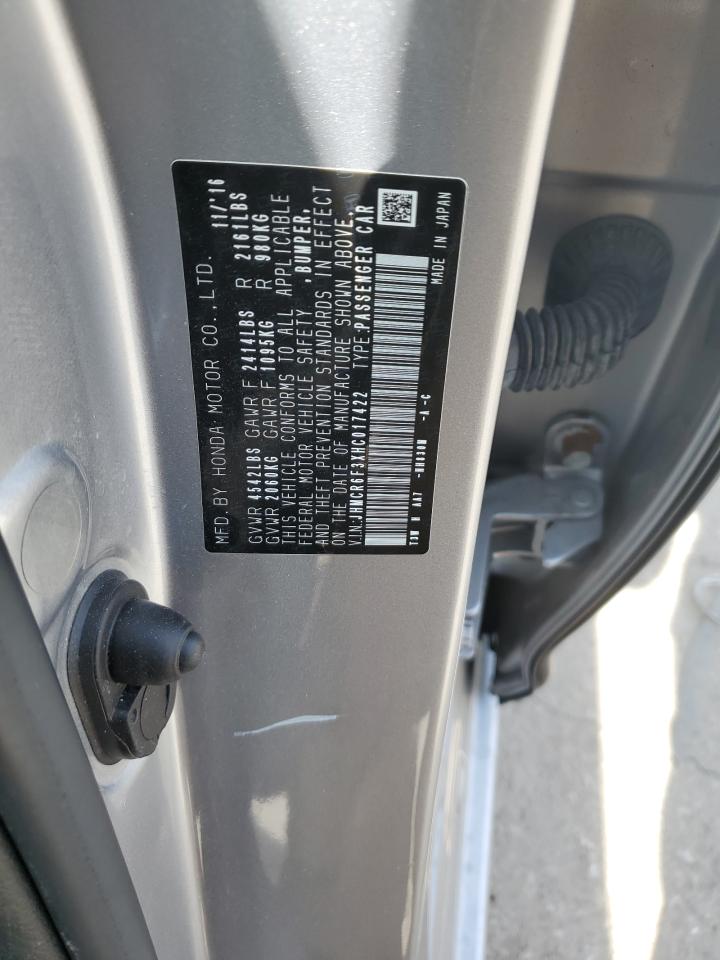 MFD. BY HONDA MOTOR CO., LTD. 11/'16
GVWR 4542LBS GAWR F 2414LBS R 2161LBS
GVWR 2060KG GAWR F 1095KG R 980KG
THIS VEHICLE CONFORMS TO ALL APPLICABLE
FEDERAL MOTOR VEHICLE SAFETY , BUMPER,
AND THEFT PREVENTION STANDARDS IN EFFECT
ON THE DATE OF MANUFACTURE SHOWN ABOVE.
V.I.N.:JHMCR6F3XHC017422 TYPE:PASSENGER CAR
MADE IN JAPAN
AA7 -NH830M -A -C